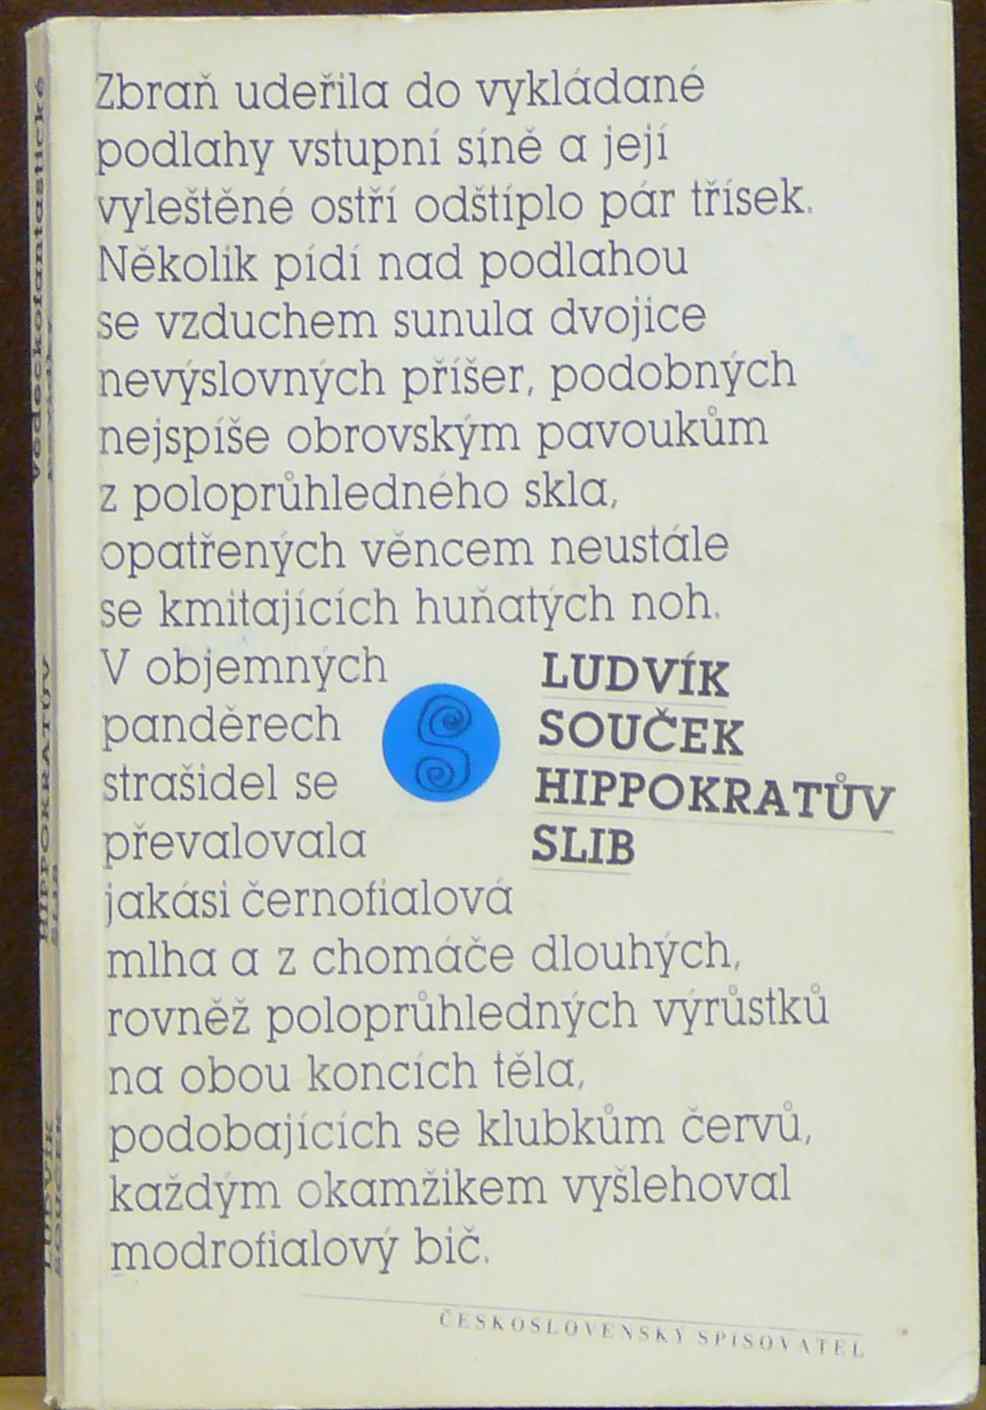 Zbraň udeřila do vykládané
podlahy vstupní síně a její
vyleštěné ostří odštíplo pár třísek.
Několik pídí nad podlahou
se vzduchem sunula dvojice
nevýslovných příšer, podobných
nejspíše obrovským pavoukům
z poloprůhledného skla,
opatřených věncem neustále
se kmitajících huňatých noh.
V objemných
panděrech
strašidel se
převalovala
jakási černofialová
mlha a z chomáče dlouhých,
rovněž poloprůhledných výrůstků
na obou koncích těla,
podobajících se klubkům červů,
každým okamžikem vyšlehoval
modrofialový bič.
LUDVÍK
SOUČEK
HIPPOKRATŮV
SLIB
ČESKOSLOVENSKÝ SPISOVATEL
LUDVÍK
SOUČEK
HIPPOKRATŮV
SLIB
vědeckofantastické